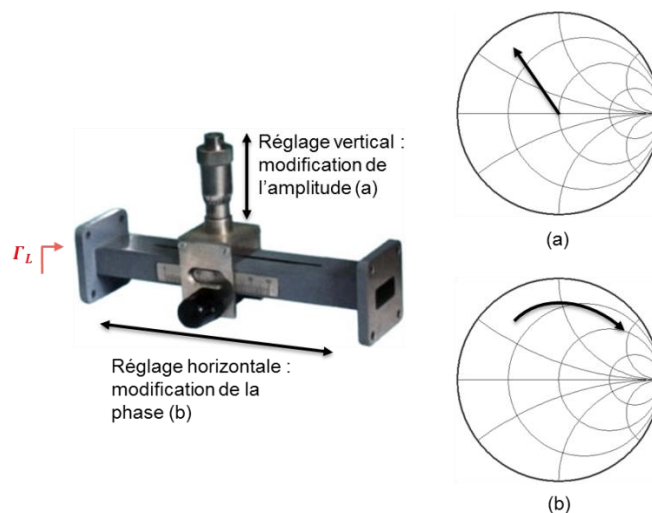 Réglage vertical :
modification de
l'amplitude (a)
Γ_L
Réglage horizontale :
modification de la
phase (b)
(a)
(b)